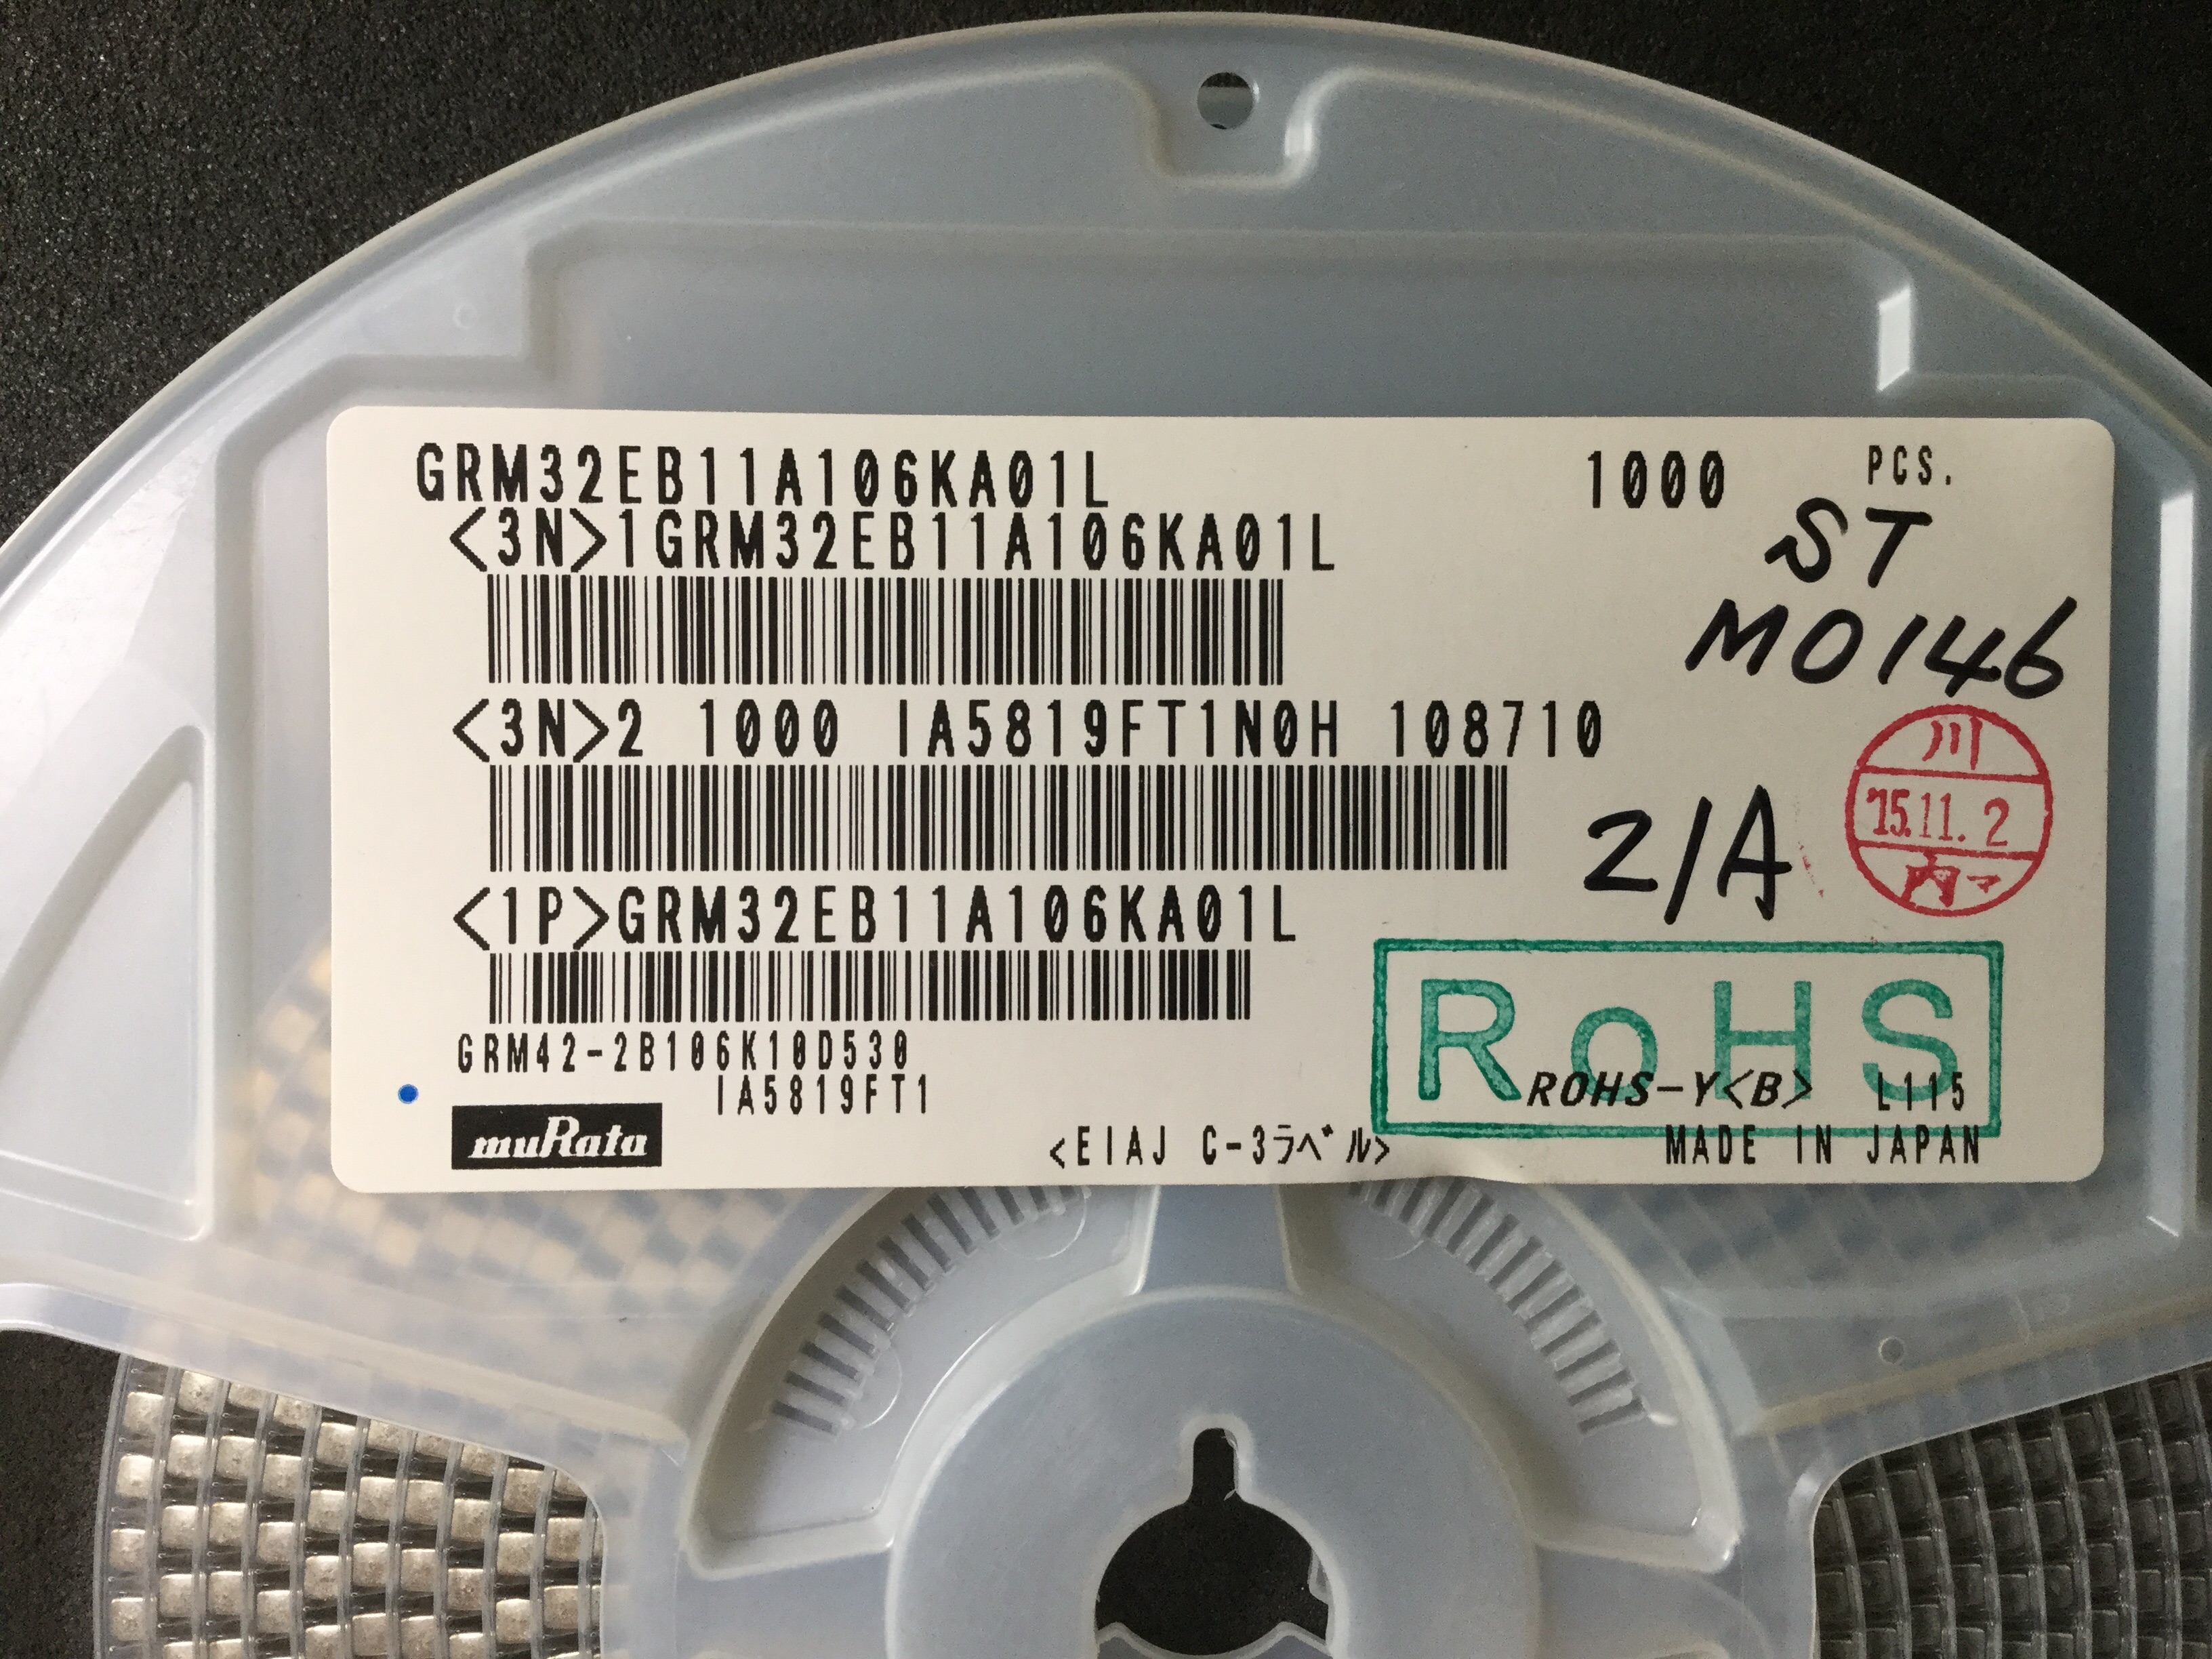 GRM32EB11A106KA01L 1000 PCS.
<3N>1GRM32EB11A106KA01L
ST
M0146
<3N>2 1000 IA5819FT1N0H 108710
川
'15.11.2
内
2/A
<1P>GRM32EB11A106KA01L
RoHS
GRM42-2B106K10D530
IA5819FT1
ROHS-Y<B> L115
muRata
<EIAJ C-3ラベル>
MADE IN JAPAN